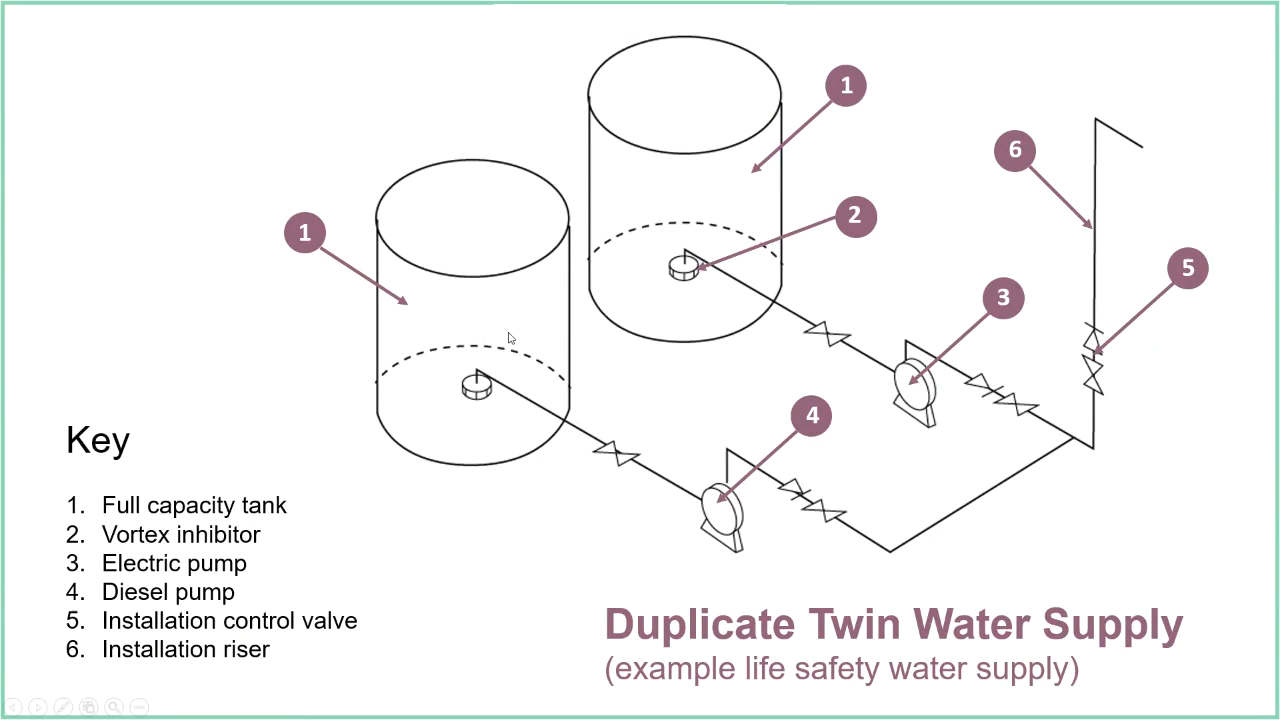 1
6
2
1
5
3
4
Key
1. Full capacity tank
2. Vortex inhibitor
3. Electric pump
4. Diesel pump
5. Installation control valve
6. Installation riser
Duplicate Twin Water Supply
(example life safety water supply)